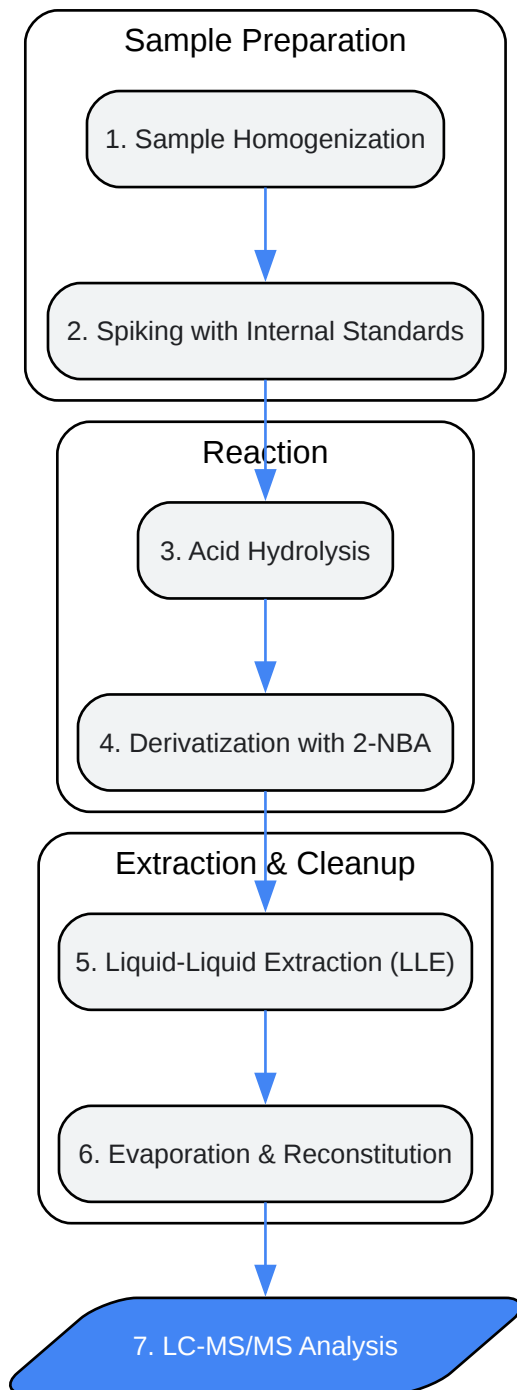 Sample Preparation
1. Sample Homogenization
2. Spiking with Internal Standards
Reaction
3. Acid Hydrolysis
4. Derivatization with 2-NBA
Extraction & Cleanup
5. Liquid-Liquid Extraction (LLE)
6. Evaporation & Reconstitution
7. LC-MS/MS Analysis